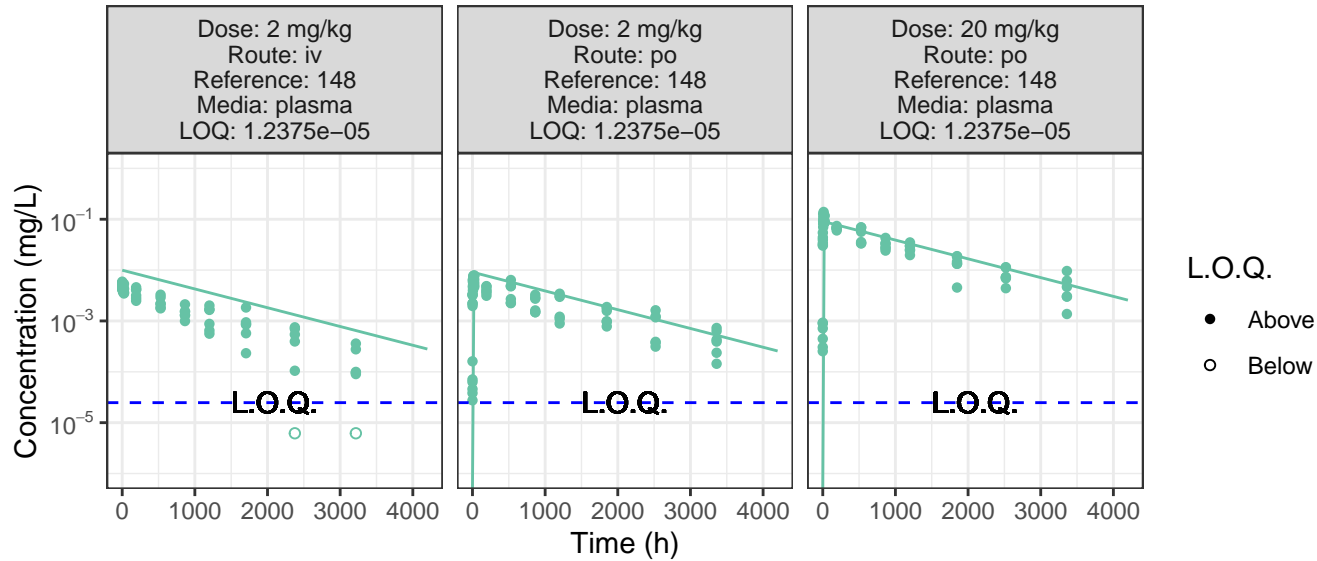 Dose: 2 mg/kg
Route: iv
Reference: 148
Media: plasma
LOQ: 1.2375e−05
Dose: 2 mg/kg
Route: po
Reference: 148
Media: plasma
LOQ: 1.2375e−05
Dose: 20 mg/kg
Route: po
Reference: 148
Media: plasma
LOQ: 1.2375e−05
Concentration (mg/L)
10⁻¹
10⁻³
10⁻⁵
L.O.Q.
L.O.Q.
L.O.Q.
0 1000 2000 3000 4000
0 1000 2000 3000 4000
0 1000 2000 3000 4000
Time (h)
L.O.Q.
Above
Below